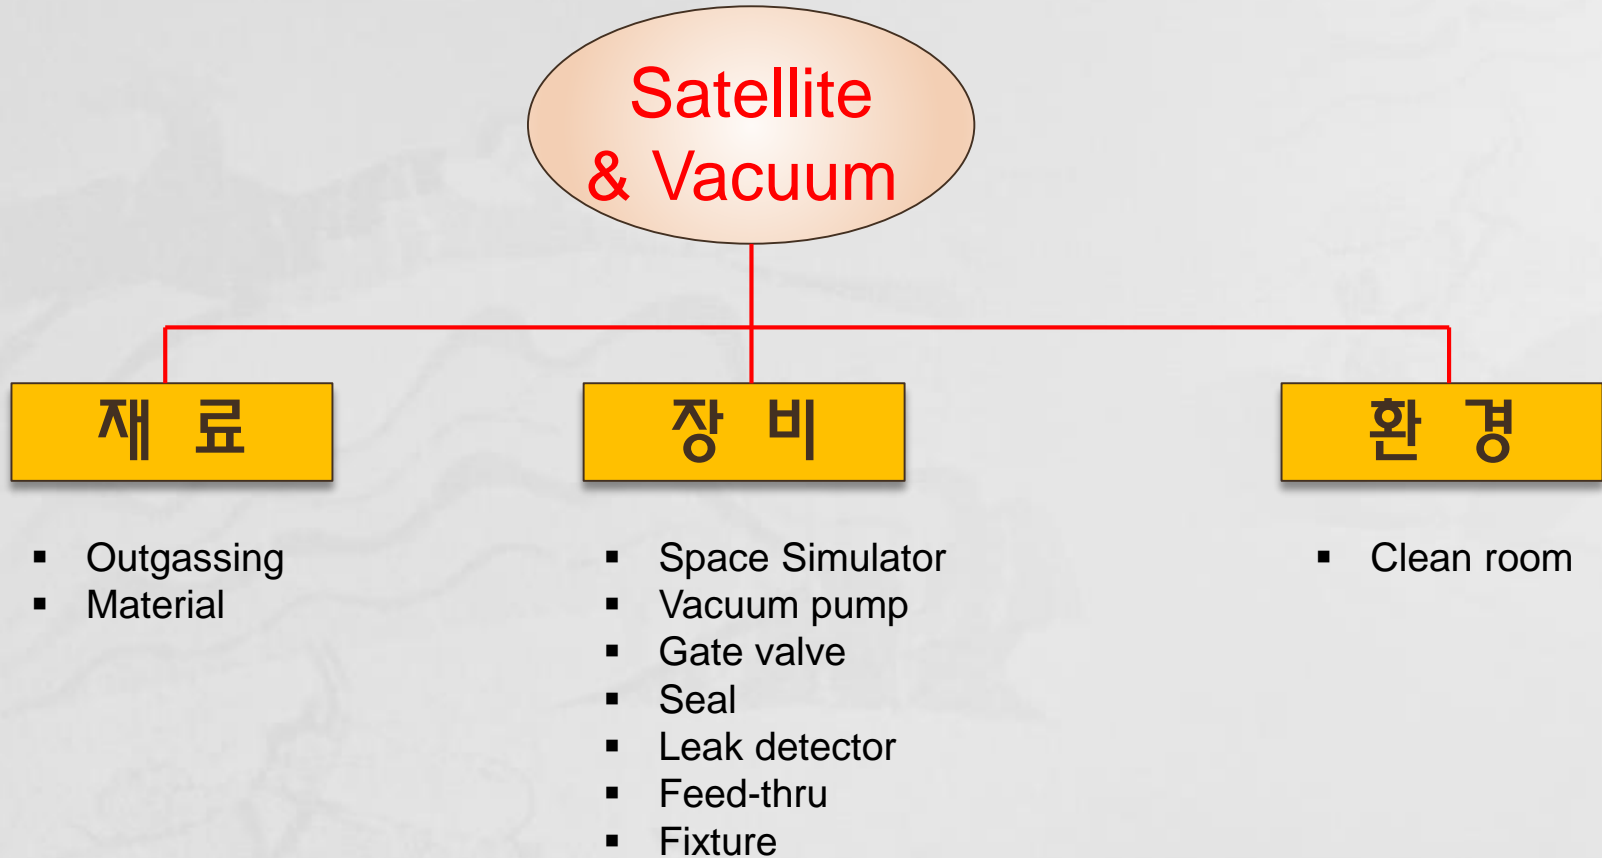 Satellite
& Vacuum
재 료
장 비
환 경
▪ Outgassing
▪ Material
▪ Space Simulator
▪ Vacuum pump
▪ Gate valve
▪ Seal
▪ Leak detector
▪ Feed-thru
▪ Fixture
▪ Clean room